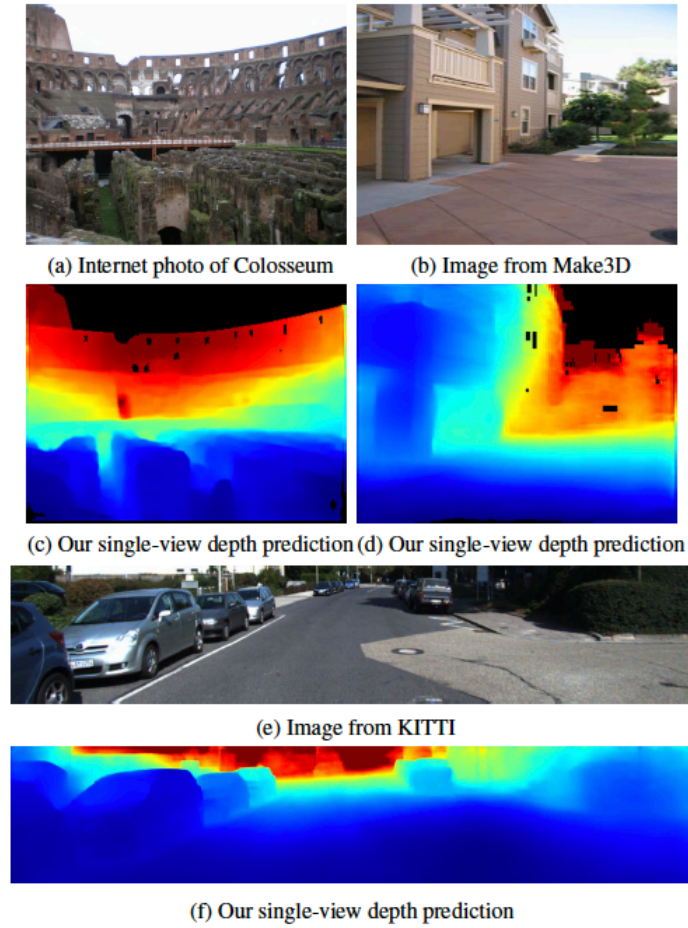 (a) Internet photo of Colosseum
(b) Image from Make3D
(c) Our single-view depth prediction
(d) Our single-view depth prediction
(e) Image from KITTI
(f) Our single-view depth prediction